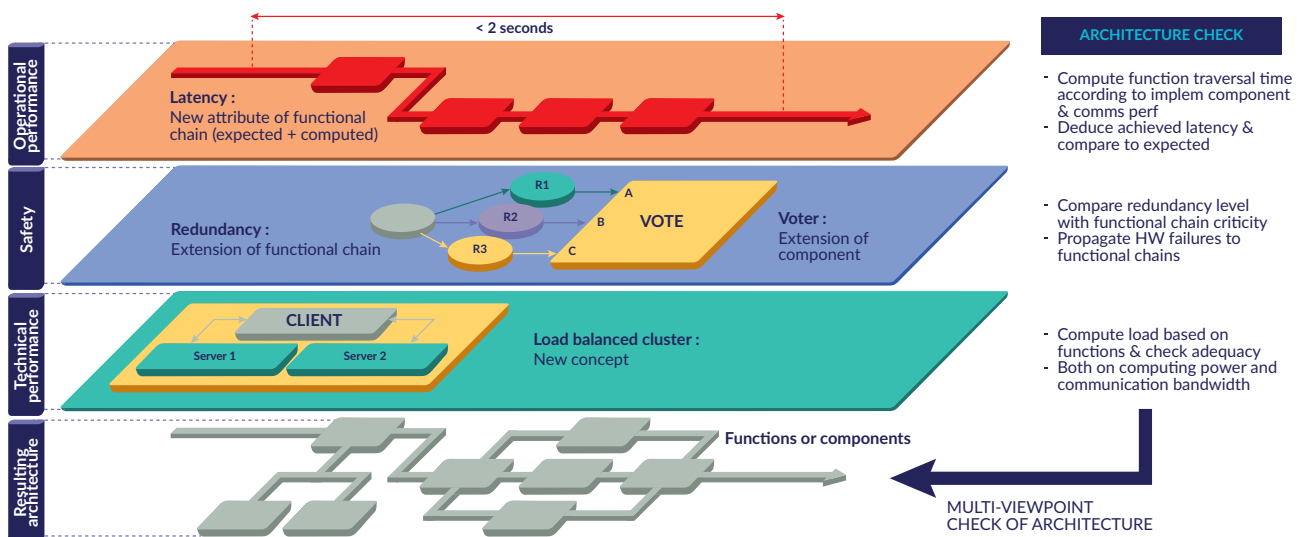 < 2 seconds
ARCHITECTURE CHECK
Operational
performance
Latency :
New attribute of functional
chain (expected + computed)
- Compute function traversal time
according to implem component
& comms perf
- Deduce achieved latency &
compare to expected
Safety
Redundancy :
Extension of functional chain
R1
R2
R3
A
B
C
VOTE
Voter :
Extension of
component
- Compare redundancy level
with functional chain criticity
- Propagate HW failures to
functional chains
Technical
performance
CLIENT
Server 1
Server 2
Load balanced cluster :
New concept
- Compute load based on
functions & check adequacy
- Both on computing power and
communication bandwidth
Resulting
architecture
Functions or components
MULTI-VIEWPOINT
CHECK OF ARCHITECTURE